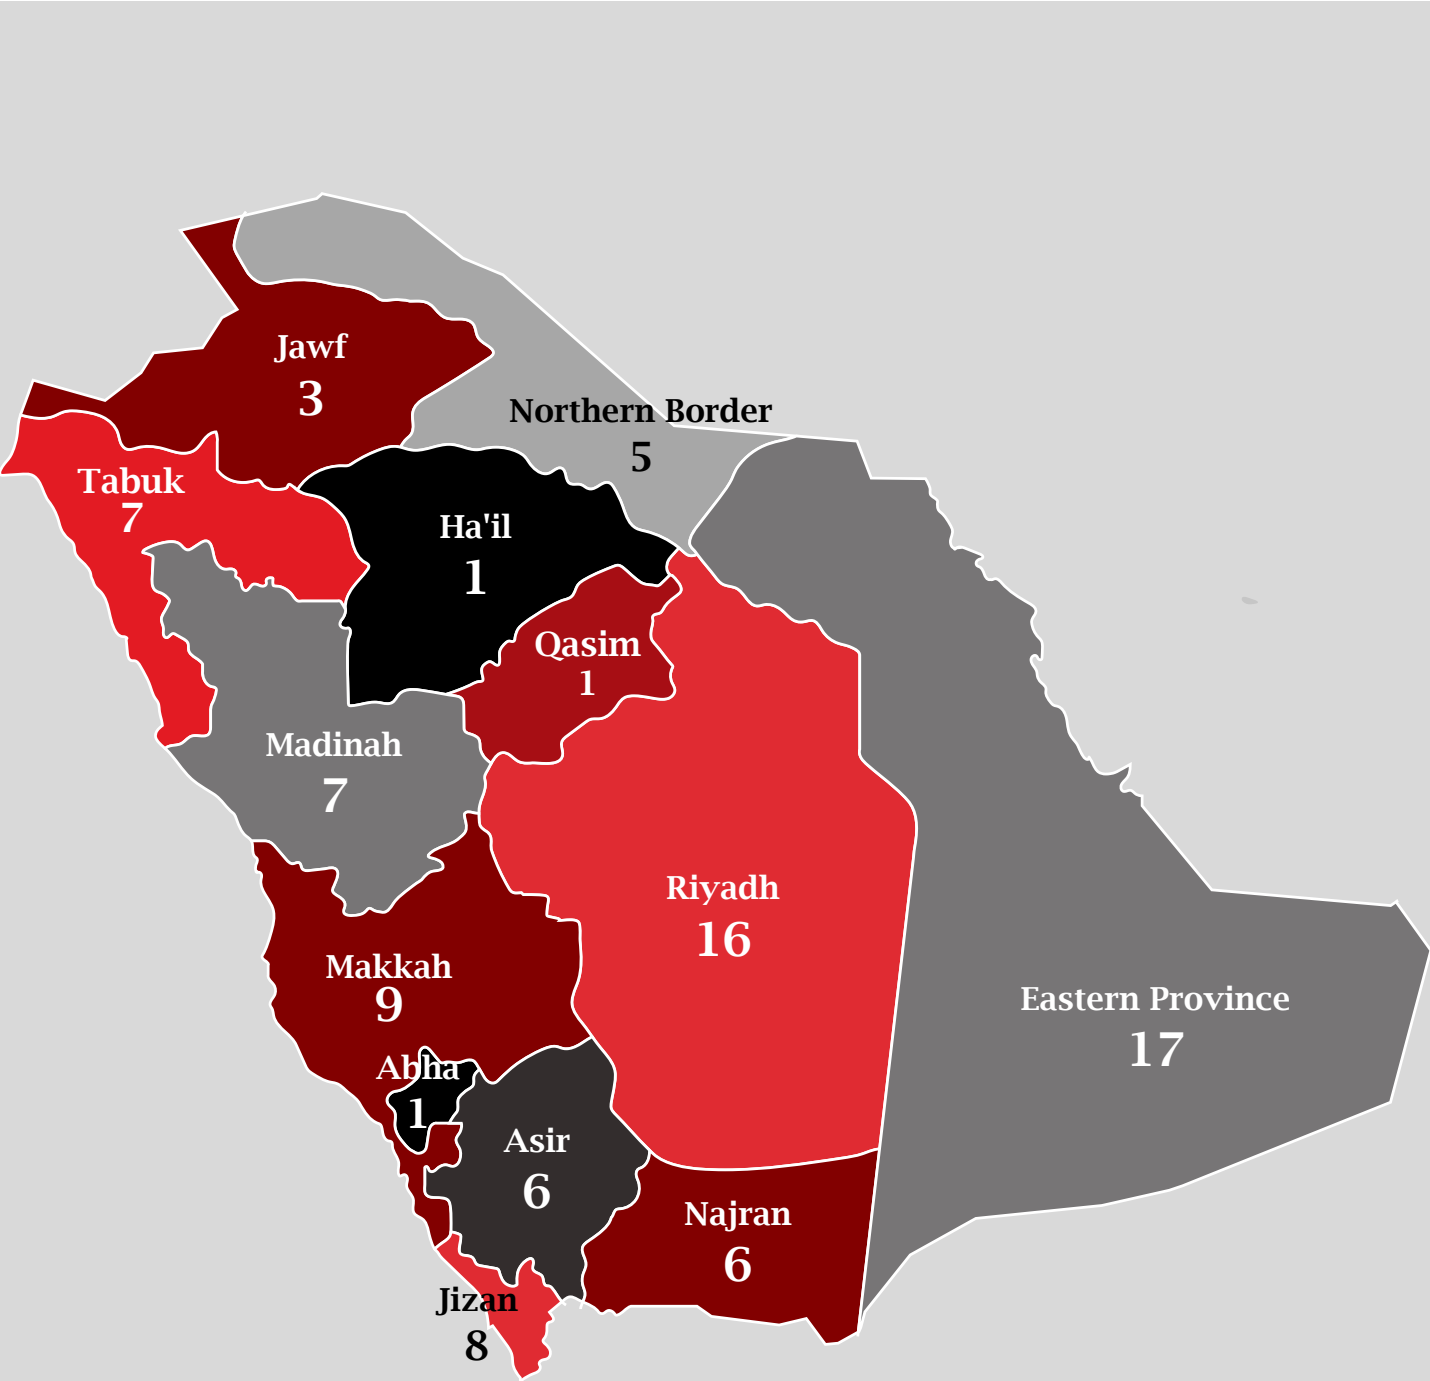 Jawf
3
Northern Border
5
Tabuk
7
Ha'il
1
Qasim
1
Madinah
7
Riyadh
16
Makkah
9
Eastern Province
17
Abha
1
Asir
6
Najran
6
Jizan
8